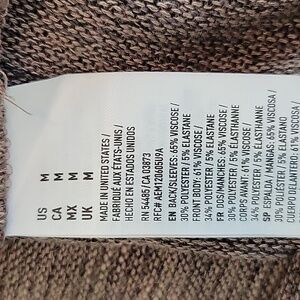 US M
CA M
MX M
UK M
MADE IN UNITED STATES /
FABRIQUÉ AUX ÉTATS-UNIS /
HECHO EN ESTADOS UNIDOS
RN 54485/CA 03873
REF# AEM12060SU9A
EN BACK/SLEEVES: 65% VISCOSE /
30% POLYESTER / 5% ELASTANE
FRONT BODY: 61% VISCOSE /
34% POLYESTER / 5% ELASTANE
FR DOS/MANCHES: 65% VISCOSE /
30% POLYESTER / 5% ÉLASTHANNE
CORPS AVANT: 61% VISCOSE /
34% POLYESTER / 5% ÉLASTHANNE
SP ESPALDA / MANGAS: 65% VISCOSA /
30% POLIÉSTER / 5% ELASTANO
CUERPO DELANTERO: 61% VISCOSA /